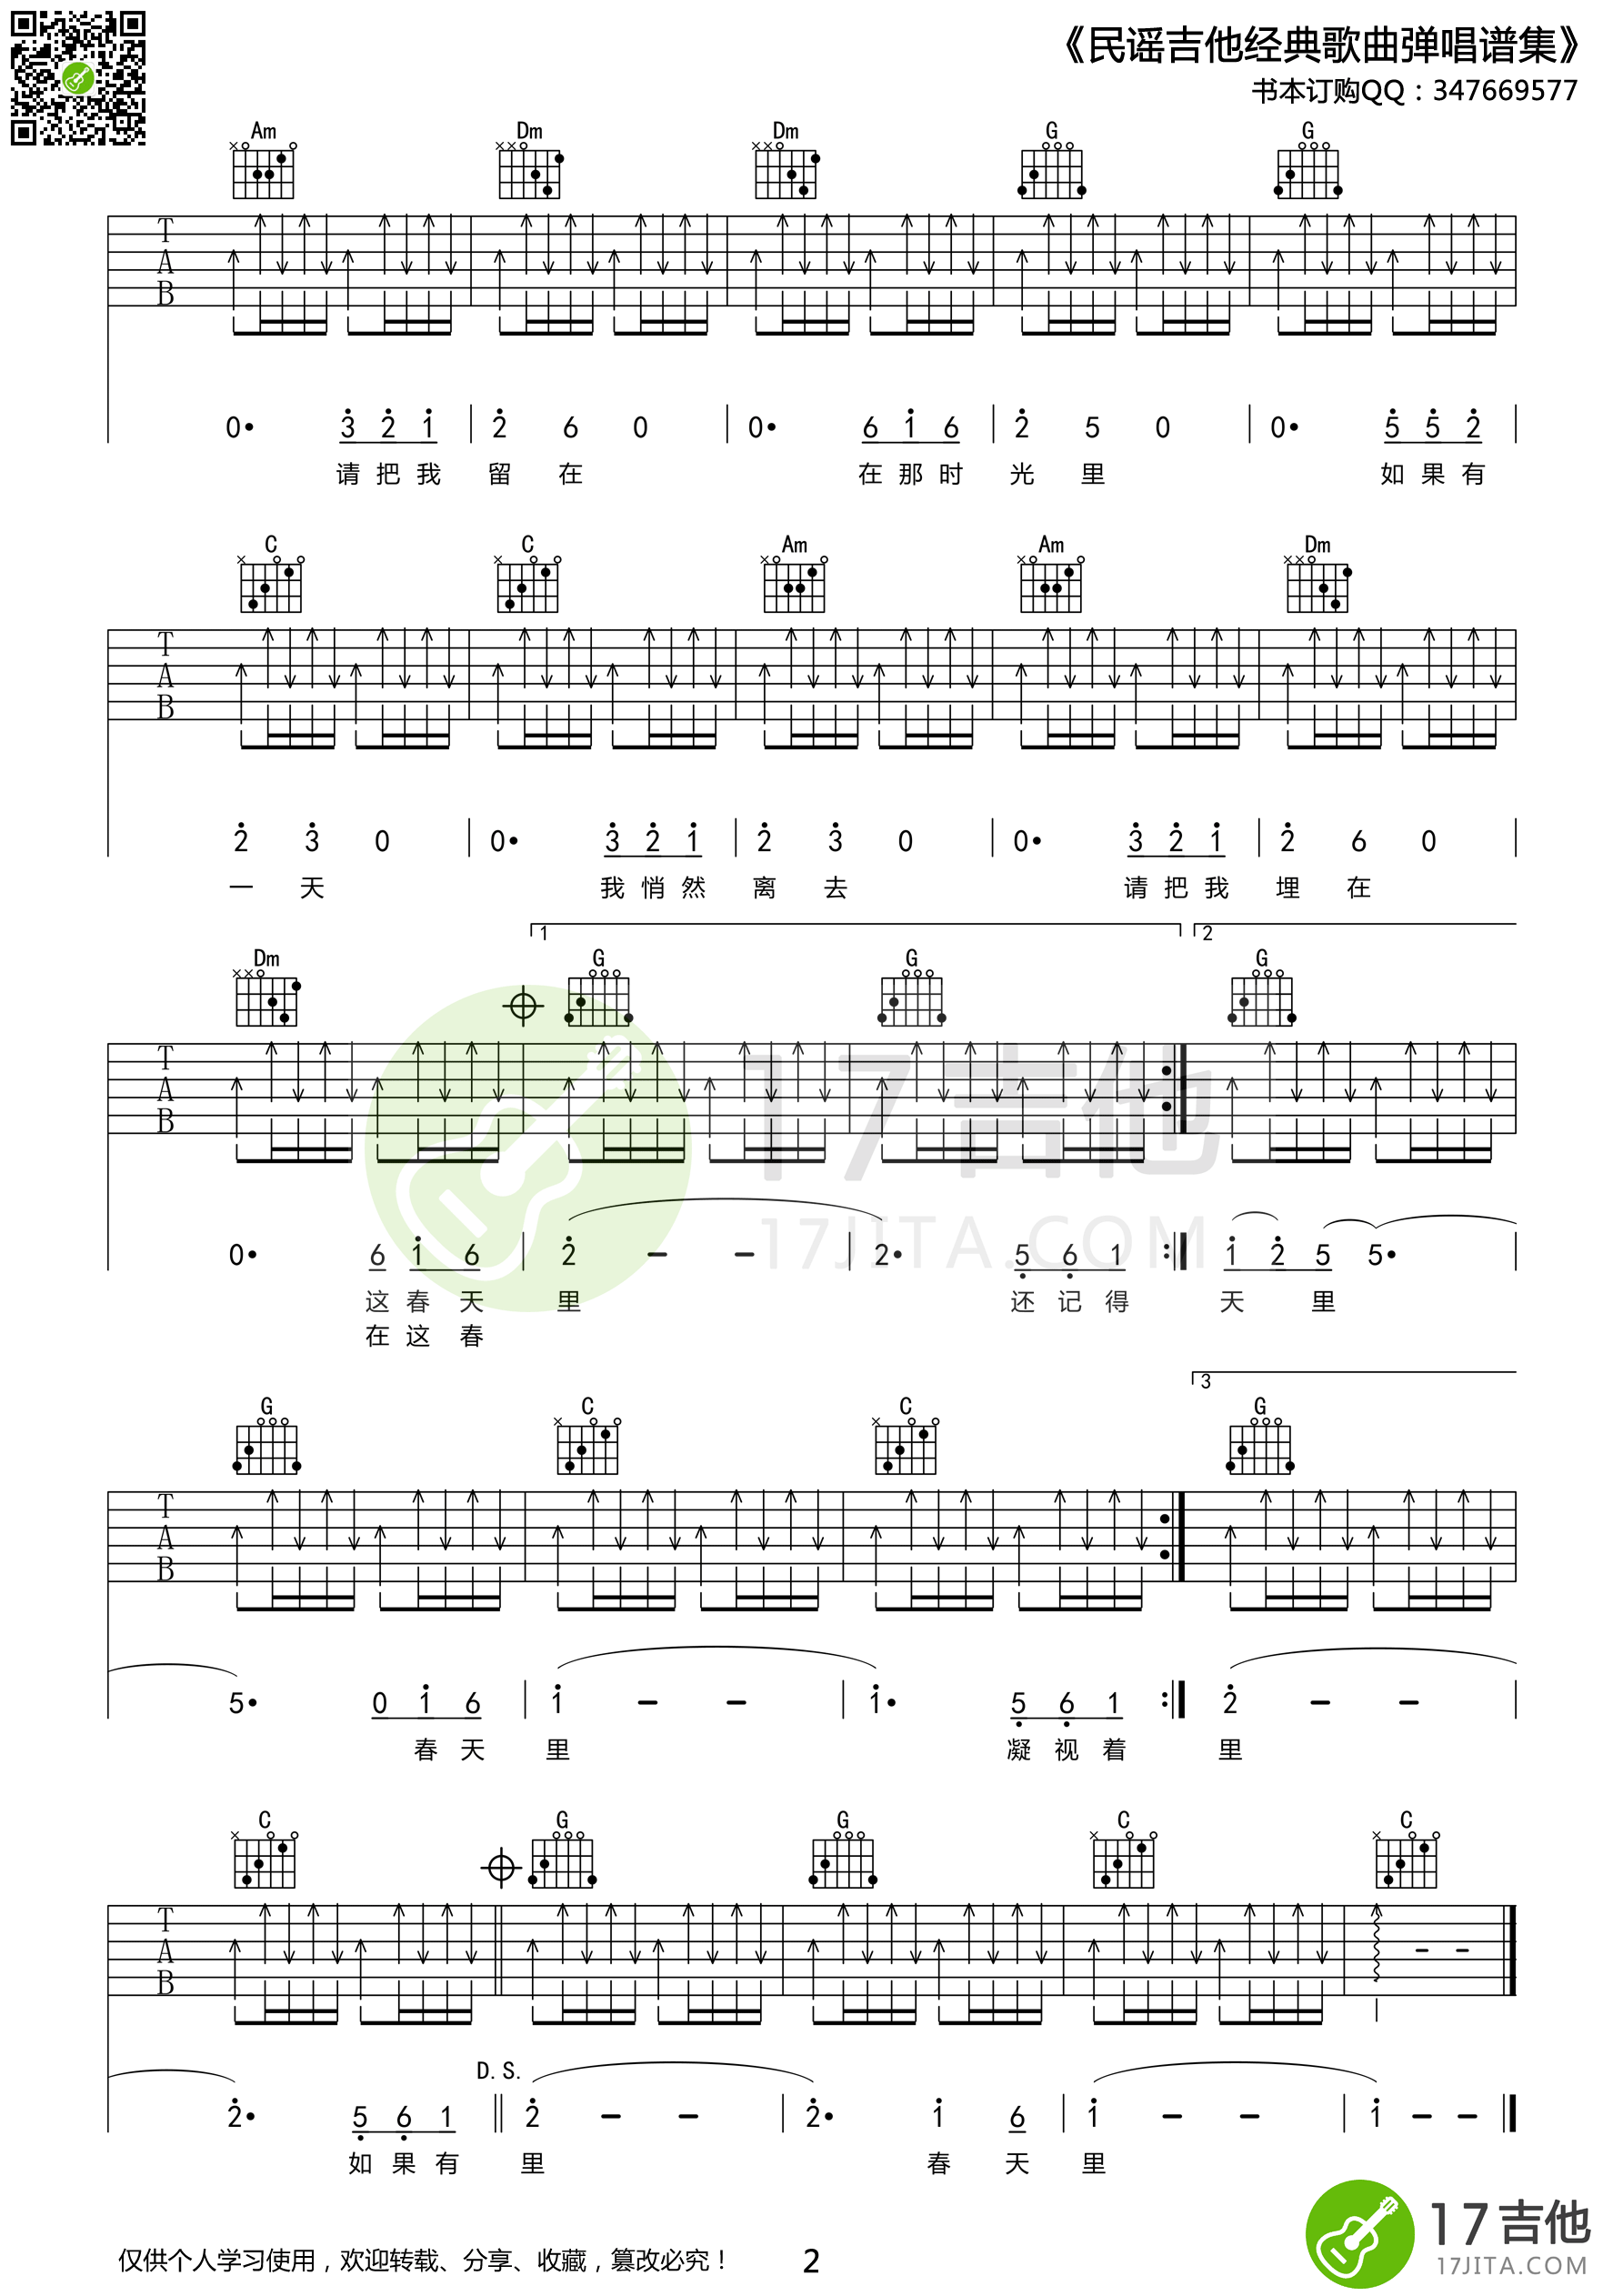 《民谣吉他经典歌曲弹唱谱集》
书本订购QQ：347669577
Am Dm Dm G G
T
A
B
0• 3 2 1 2 6 0 0• 6 1 6 2 5 0 0• 5 5 2
请 把 我 留 在 在 那 时 光 里 如 果 有
C C Am Am Dm
T
A
B
2 3 0 0• 3 2 1 2 3 0 0• 3 2 1 2 6 0
一 天 我 悄 然 离 去 请 把 我 埋 在
1 2
Dm G G G
T
A
B
0• 6 1 6 2 – – 2• 5 6 1 1 2 5 5•
这 春 天 里 还 记 得 天 里
在 这 春
3
G C C G
T
A
B
5• 0 1 6 1 – – 1• 5 6 1 2 – –
春 天 里 凝 视 着 里
C G G C C
T
A
B
D.S.
2• 5 6 1 2 – – 2• 1 6 1 – – 1 – –
如 果 有 里 春 天 里
17吉他
17JITA.COM
仅供个人学习使用，欢迎转载、分享、收藏，篡改必究！
2
17吉他
17JITA.COM